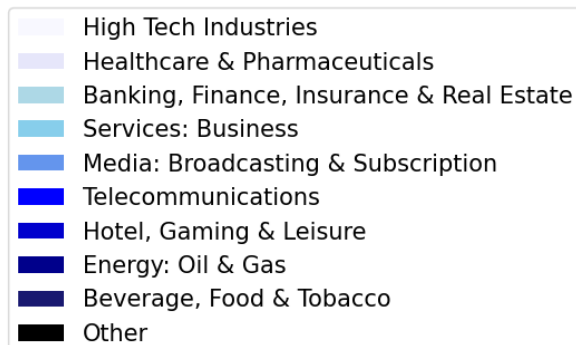 High Tech Industries
Healthcare & Pharmaceuticals
Banking, Finance, Insurance & Real Estate
Services: Business
Media: Broadcasting & Subscription
Telecommunications
Hotel, Gaming & Leisure
Energy: Oil & Gas
Beverage, Food & Tobacco
Other